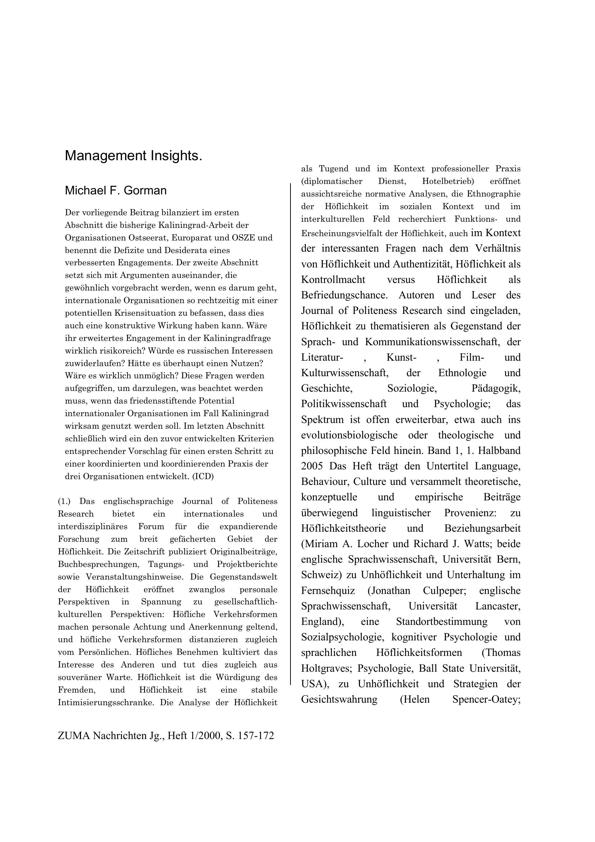 Management Insights.
Michael F. Gorman
Der vorliegende Beitrag bilanziert im ersten
Abschnitt die bisherige Kaliningrad-Arbeit der
Organisationen Ostseerat, Europarat und OSZE und
benennt die Defizite und Desiderata eines
verbesserten Engagements. Der zweite Abschnitt
setzt sich mit Argumenten auseinander, die
gewöhnlich vorgebracht werden, wenn es darum geht,
internationale Organisationen so rechtzeitig mit einer
potentiellen Krisensituation zu befassen, dass dies
auch eine konstruktive Wirkung haben kann. Wäre
ihr erweitertes Engagement in der Kaliningradfrage
wirklich risikoreich? Würde es russischen Interessen
zuwiderlaufen? Hätte es überhaupt einen Nutzen?
Wäre es wirklich unmöglich? Diese Fragen werden
aufgegriffen, um darzulegen, was beachtet werden
muss, wenn das friedensstiftende Potential
internationaler Organisationen im Fall Kaliningrad
wirksam genutzt werden soll. Im letzten Abschnitt
schließlich wird ein den zuvor entwickelten Kriterien
entsprechender Vorschlag für einen ersten Schritt zu
einer koordinierten und koordinierenden Praxis der
drei Organisationen entwickelt. (ICD)
(1.) Das englischsprachige Journal of Politeness
Research bietet ein internationales und
interdisziplinäres Forum für die expandierende
Forschung zum breit gefächerten Gebiet der
Höflichkeit. Die Zeitschrift publiziert Originalbeiträge,
Buchbesprechungen, Tagungs- und Projektberichte
sowie Veranstaltungshinweise. Die Gegenstandswelt
der Höflichkeit eröffnet zwanglos personale
Perspektiven in Spannung zu gesellschaftlich-
kulturellen Perspektiven: Höfliche Verkehrsformen
machen personale Achtung und Anerkennung geltend,
und höfliche Verkehrsformen distanzieren zugleich
vom Persönlichen. Höfliches Benehmen kultiviert das
Interesse des Anderen und tut dies zugleich aus
souveräner Warte. Höflichkeit ist die Würdigung des
Fremden, und Höflichkeit ist eine stabile
Intimisierungsschranke. Die Analyse der Höflichkeit
als Tugend und im Kontext professioneller Praxis
(diplomatischer Dienst, Hotelbetrieb) eröffnet
aussichtsreiche normative Analysen, die Ethnographie
der Höflichkeit im sozialen Kontext und im
interkulturellen Feld recherchiert Funktions- und
Erscheinungsvielfalt der Höflichkeit, auch im Kontext
der interessanten Fragen nach dem Verhältnis
von Höflichkeit und Authentizität, Höflichkeit als
Kontrollmacht versus Höflichkeit als
Befriedungschance. Autoren und Leser des
Journal of Politeness Research sind eingeladen,
Höflichkeit zu thematisieren als Gegenstand der
Sprach- und Kommunikationswissenschaft, der
Literatur- , Kunst- , Film- und
Kulturwissenschaft, der Ethnologie und
Geschichte, Soziologie, Pädagogik,
Politikwissenschaft und Psychologie; das
Spektrum ist offen erweiterbar, etwa auch ins
evolutionsbiologische oder theologische und
philosophische Feld hinein. Band 1, 1. Halbband
2005 Das Heft trägt den Untertitel Language,
Behaviour, Culture und versammelt theoretische,
konzeptuelle und empirische Beiträge
überwiegend linguistischer Provenienz: zu
Höflichkeitstheorie und Beziehungsarbeit
(Miriam A. Locher und Richard J. Watts; beide
englische Sprachwissenschaft, Universität Bern,
Schweiz) zu Unhöflichkeit und Unterhaltung im
Fernsehquiz (Jonathan Culpeper; englische
Sprachwissenschaft, Universität Lancaster,
England), eine Standortbestimmung von
Sozialpsychologie, kognitiver Psychologie und
sprachlichen Höflichkeitsformen (Thomas
Holtgraves; Psychologie, Ball State Universität,
USA), zu Unhöflichkeit und Strategien der
Gesichtswahrung (Helen Spencer-Oatey;
ZUMA Nachrichten Jg., Heft 1/2000, S. 157-172